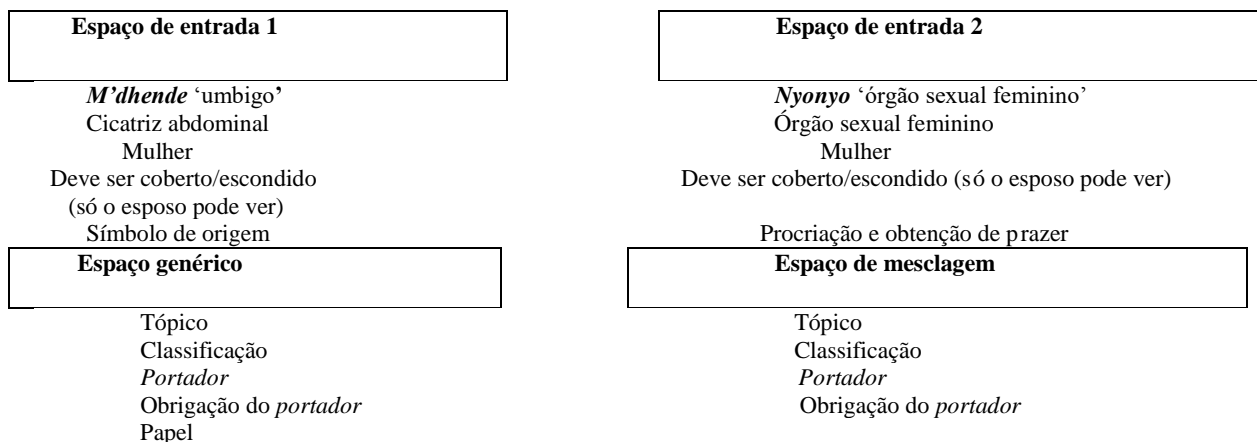 Espaço de entrada 1
M’dhende ‘umbigo’
Cicatriz abdominal
Mulher
Deve ser coberto/escondido
(só o esposo pode ver)
Símbolo de origem
Espaço de entrada 2
Nyonyo ‘órgão sexual feminino’
Órgão sexual feminino
Mulher
Deve ser coberto/escondido (só o esposo pode ver)
Procriação e obtenção de prazer
Espaço genérico
Tópico
Classificação
Portador
Obrigação do portador
Papel
Espaço de mesclagem
Tópico
Classificação
Portador
Obrigação do portador